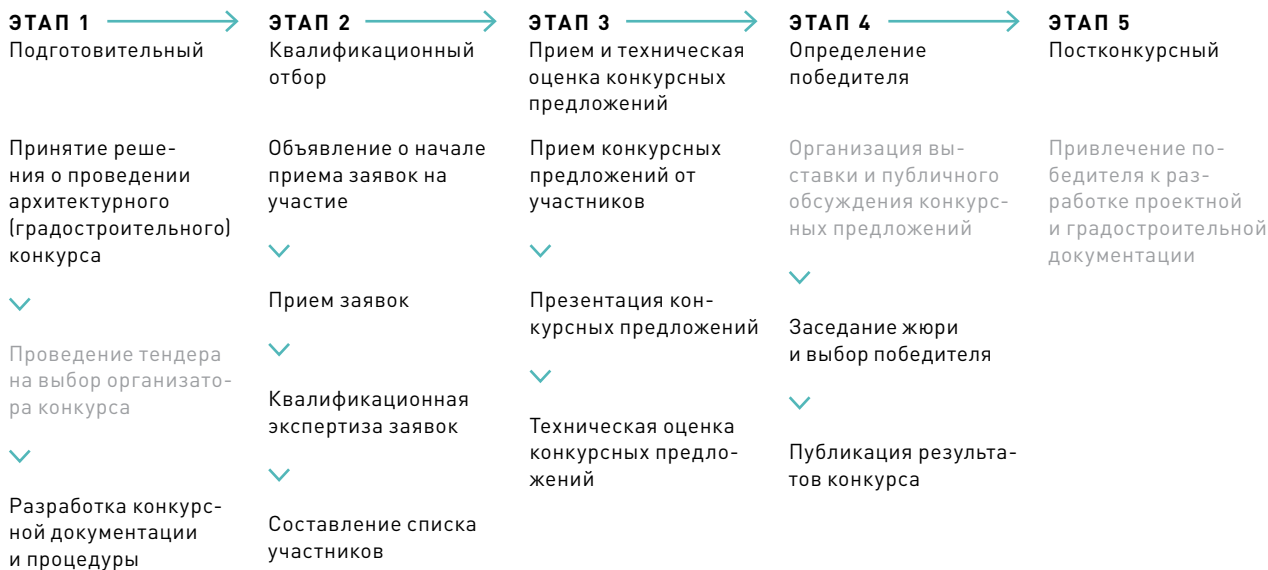 ЭТАП 1
Подготовительный
Принятие реше-
ния о проведении
архитектурного
(градостроительного)
конкурса
Проведение тендера
на выбор организато-
ра конкурса
Разработка конкурс-
ной документации
и процедуры
ЭТАП 2
Квалификационный
отбор
Объявление о начале
приема заявок на
участие
Прием заявок
Квалификационная
экспертиза заявок
Составление списка
участников
ЭТАП 3
Прием и техническая
оценка конкурсных
предложений
Прием конкурсных
предложений от
участников
Презентация кон-
курсных предложений
Техническая оценка
конкурсных предло-
жений
ЭТАП 4
Определение
победителя
Организация вы-
ставки и публичного
обсуждения конкурс-
ных предложений
Заседание жюри
и выбор победителя
Публикация результа-
тов конкурса
ЭТАП 5
Постконкурсный
Привлечение по-
бедителя к раз-
работке проектной
и градостроительной
документации